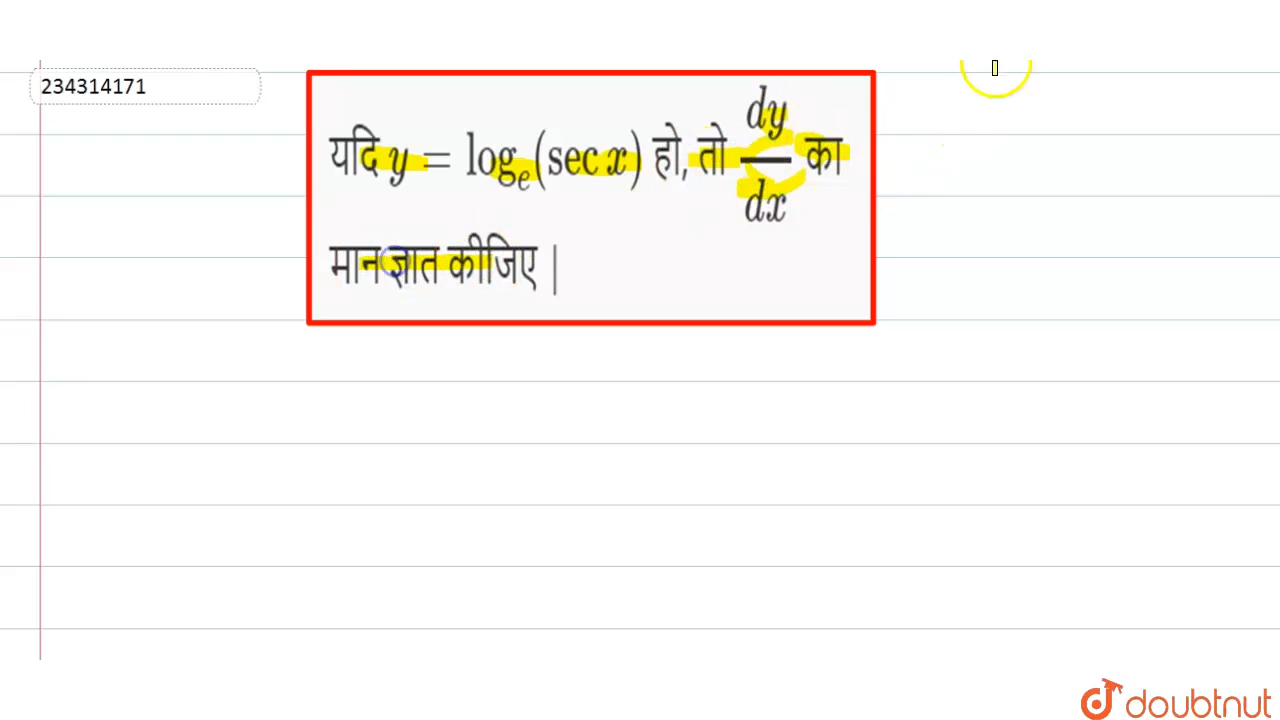 234314171
यदि y = logₑ(sec x) हो, तो dy/dx का
मान ज्ञात कीजिए |
doubtnut